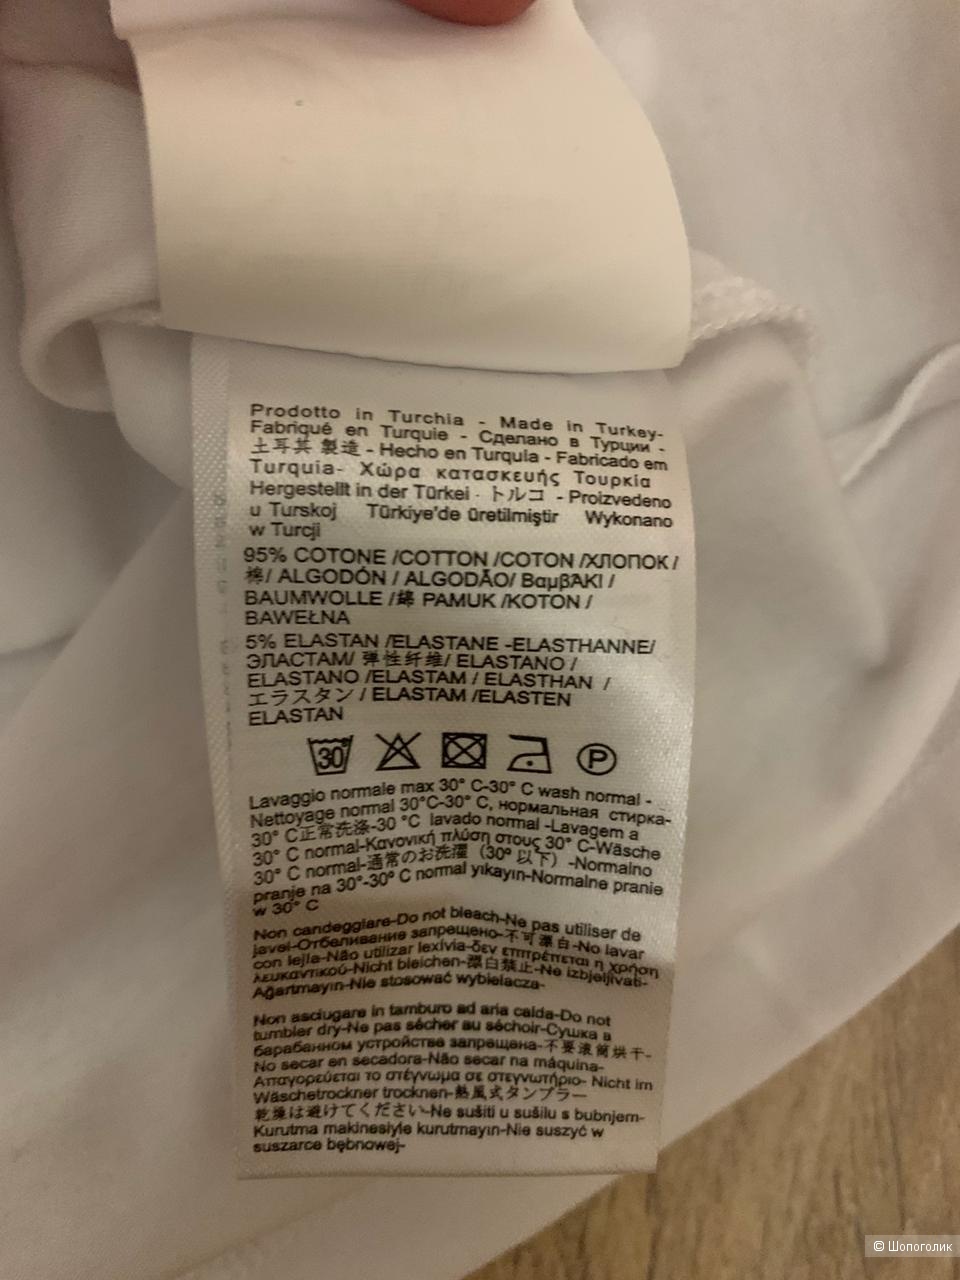 Prodotto in Turchia - Made in Turkey-
Fabriqué en Turquie - Сделано в Турции -
土耳其 製造 - Hecho en Turquia - Fabricado em
Turquia- Χώρα κατασκευής Τουρκία
Hergestellt in der Türkei - トルコ - Proizvedeno
u Turskoj Türkiye'de üretilmiştir Wykonano
w Turcji
95% COTONE /COTTON /COTON /ХЛОПОК /
棉/ ALGODÓN / ALGODÃO/ ΒαμβΆΚΙ /
BAUMWOLLE /綿 PAMUK /KOTON /
BAWEŁNA
5% ELASTAN /ELASTANE -ELASTHANNE/
ЭЛАСТАМ/ 弹性纤维/ ELASTANO /
ELASTANO /ELASTAM / ELASTHAN /
エラスタン / ELASTAM /ELASTEN
ELASTAN
30 P
Lavaggio normale max 30° C-30° C wash normal -
Nettoyage normal 30°C-30° C, нормальная стирка-
30° C正常洗涤-30 °C lavado normal -Lavagem a
30° C normal-Κανονική πλύση στους 30° C-Wäsche
30° C normal-通常のお洗濯 (30º 以下) -Normalno
pranje na 30°-30° C normal yıkayın-Normalne pranie
w 30° C
Non candeggiare-Do not bleach-Ne pas utiliser de
javel-Отбеливание запрещено-不可漂白-No lavar
con lejla-Não utilizar lexívia-δεν επιτρέπεται η χρήση
λευκαντικού-Nicht bleichen-漂白禁止-Ne izbjeljivati-
Ağartmayın-Nie stosować wybielacza-
Non asciugare in tamburo ad aria calda-Do not
tumbler dry-Ne pas sécher au séchoir-Сушка в
барабанном устройстве запрещена-不要滚筒烘干-
No secar en secadora-Não secar na máquina-
Απαγορεύεται το στέγνωμα σε στεγνωτήριο- Nicht im
Wäschetrockner trocknen-熱風式タンブラー
乾燥は避けてください-Ne sušiti u sušilu s bubnjem-
Kurutma makinesiyle kurutmayın-Nie suszyć w
suszarce bębnowej-
© Шопоголик